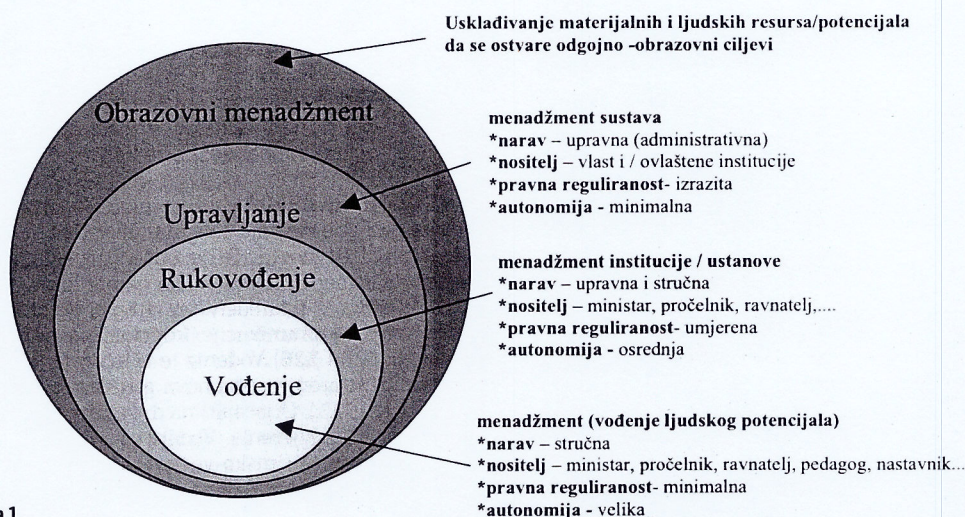 Usklađivanje materijalnih i ljudskih resursa/potencijala
da se ostvare odgojno -obrazovni ciljevi
Obrazovni menadžment
menadžment sustava
*narav – upravna (administrativna)
*nositelj – vlast i / ovlaštene institucije
*pravna reguliranost- izrazita
*autonomija - minimalna
Upravljanje
Rukovođenje
menadžment institucije / ustanove
*narav – upravna i stručna
*nositelj – ministar, pročelnik, ravnatelj,....
*pravna reguliranost- umjerena
*autonomija - osrednja
Vođenje
menadžment (vođenje ljudskog potencijala)
*narav – stručna
*nositelj – ministar, pročelnik, ravnatelj, pedagog, nastavnik...
*pravna reguliranost- minimalna
*autonomija - velika